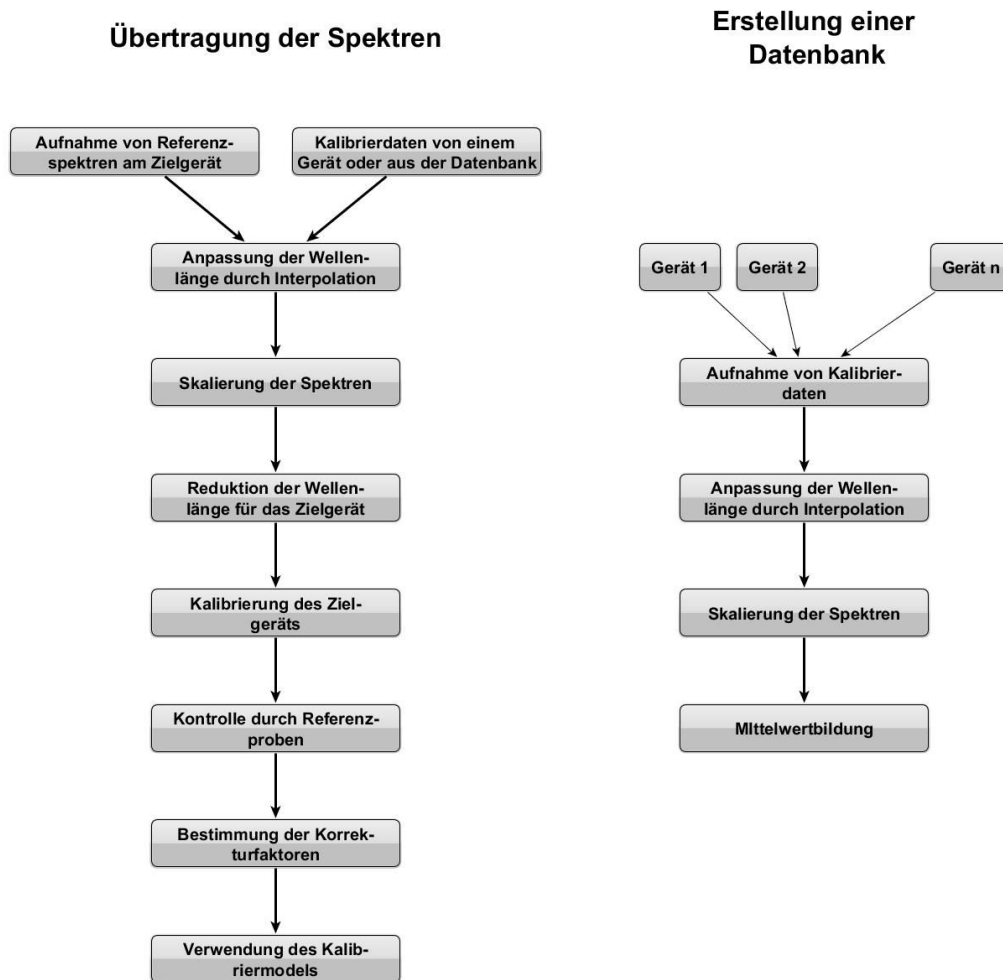 Übertragung der Spektren
Aufnahme von Referenz-
spektren am Zielgerät
Kalibrierdaten von einem
Gerät oder aus der Datenbank
Anpassung der Wellen-
länge durch Interpolation
Skalierung der Spektren
Reduktion der Wellen-
länge für das Zielgerät
Kalibrierung des Ziel-
geräts
Kontrolle durch Referenz-
proben
Bestimmung der Korrek-
turfaktoren
Verwendung des Kalib-
riermodels
Erstellung einer
Datenbank
Gerät 1
Gerät 2
Gerät n
Aufnahme von Kalibrier-
daten
Anpassung der Wellen-
länge durch Interpolation
Skalierung der Spektren
MIttelwertbildung